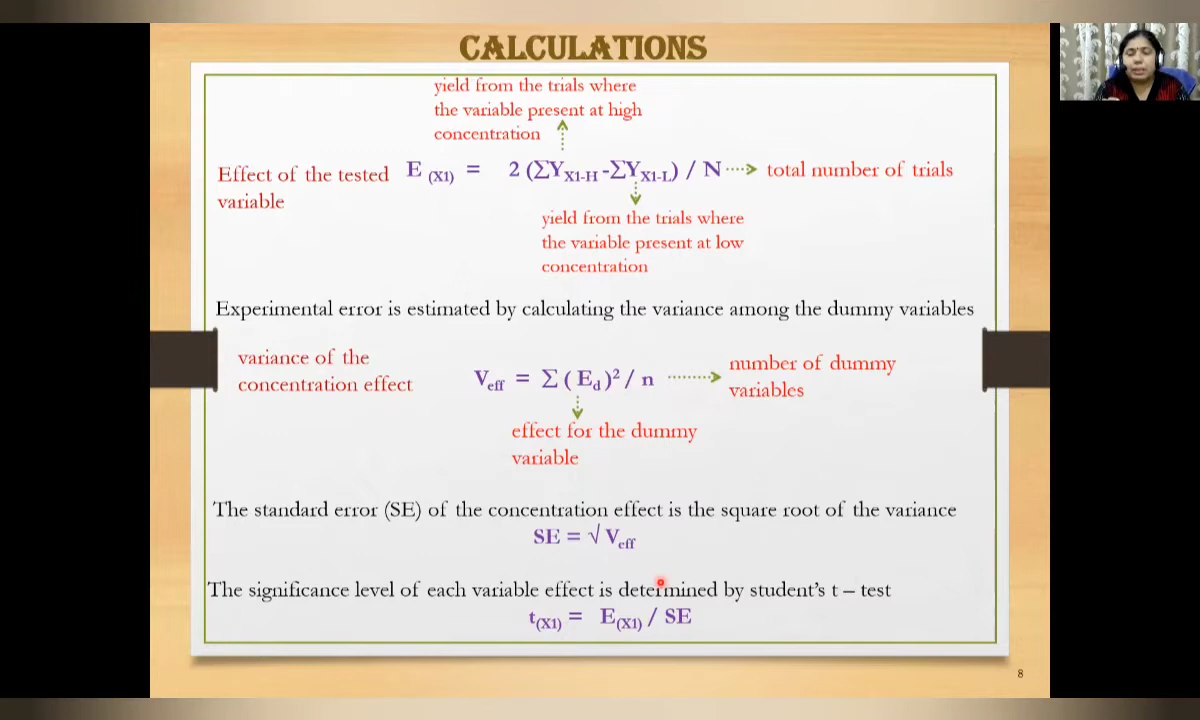 CALCULATIONS
yield from the trials where
the variable present at high
concentration
Effect of the tested
variable
E (X1) = 2 (ΣYX1-H -ΣYX1-L) / N
total number of trials
yield from the trials where
the variable present at low
concentration
Experimental error is estimated by calculating the variance among the dummy variables
variance of the
concentration effect
Veff = Σ ( Ed )² / n
number of dummy
variables
effect for the dummy
variable
The standard error (SE) of the concentration effect is the square root of the variance
SE = √ Veff
The significance level of each variable effect is determined by student's t – test
t(X1) = E(X1) / SE
8